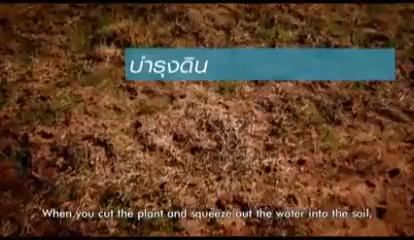 บำรุงดิน
When you cut the plant and squeeze out the water into the soil,